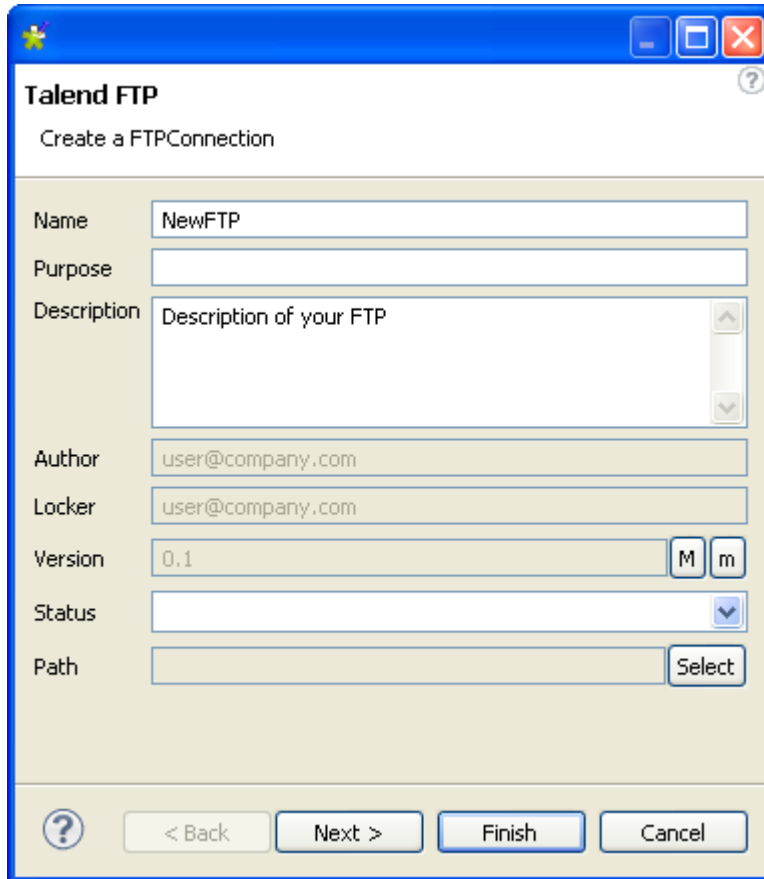 Talend FTP
?
Create a FTPConnection
Name NewFTP
Purpose
Description Description of your FTP
Author user@company.com
Locker user@company.com
Version 0.1 M m
Status
Path Select
? < Back Next > Finish Cancel